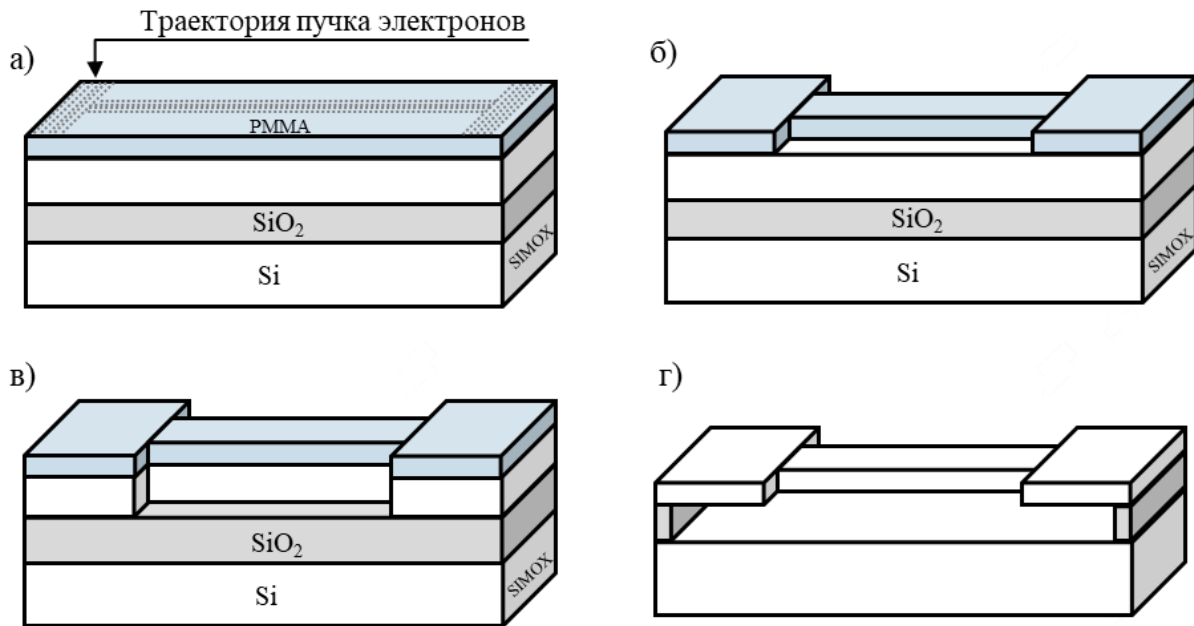 Траектория пучка электронов
а)
PMMA
SiO2
Si
SIMOX
б)
SiO2
Si
SIMOX
в)
SiO2
Si
SIMOX
г)